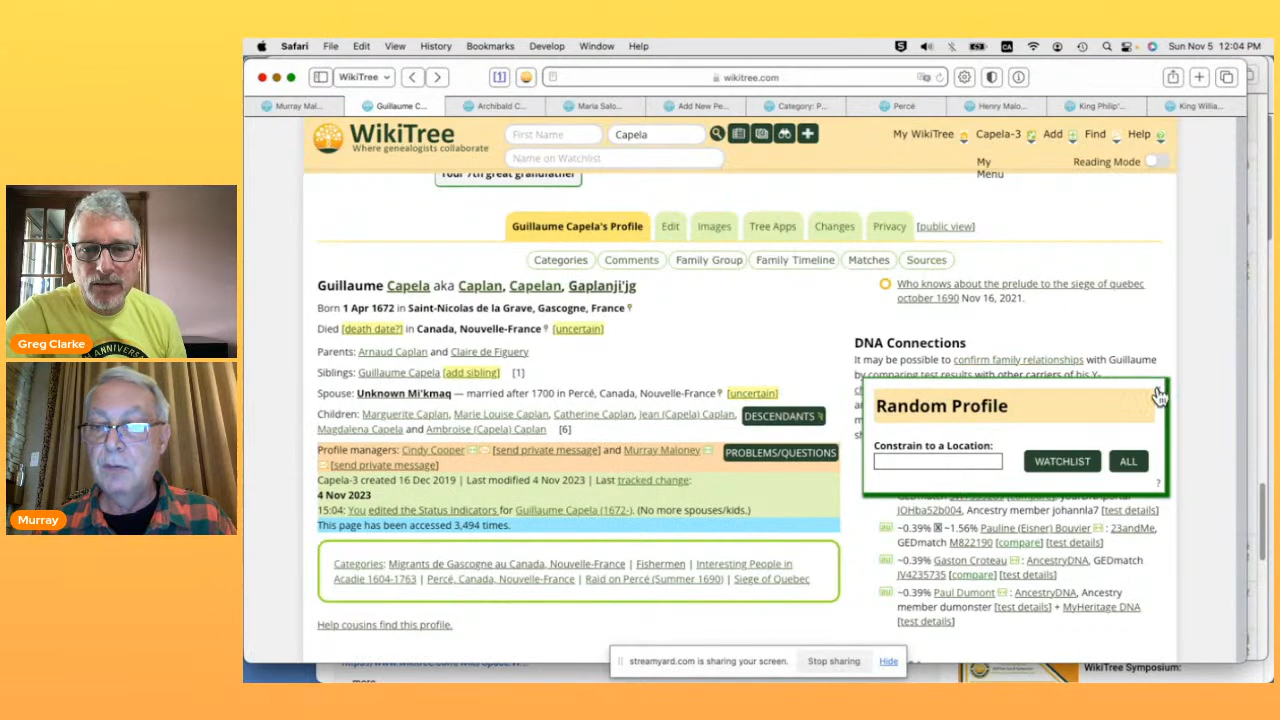 Safari File Edit View History Bookmarks Develop Window Help
CA Sun Nov 5 12:04 PM
WikiTree
[1]
wikitree.com
Murray Mal...
Guillaume C...
Archibald C...
Maria Salo...
Add New Pe...
Category: P...
Percé
Henry Malo...
King Philip'...
King Willia...
WikiTree
Where genealogists collaborate
First Name
Capela
Name on Watchlist
My WikiTree
Capela-3
Add
Find
Help
My
Menu
Reading Mode
Your 7th great grandfather
Guillaume Capela's Profile
Edit
Images
Tree Apps
Changes
Privacy
[public view]
Categories
Comments
Family Group
Family Timeline
Matches
Sources
Guillaume Capela aka Caplan, Capelan, Gaplanji'jg
Born 1 Apr 1672 in Saint-Nicolas de la Grave, Gascogne, France
Died [death date?] in Canada, Nouvelle-France [uncertain]
Parents: Arnaud Caplan and Claire de Figuery
Siblings: Guillaume Capela [add sibling] [1]
Spouse: Unknown Mi'kmaq — married after 1700 in Percé, Canada, Nouvelle-France [uncertain]
Children: Marguerite Caplan, Marie Louise Caplan, Catherine Caplan, Jean (Capela) Caplan,
Magdalena Capela and Ambroise (Capela) Caplan [6]
DESCENDANTS
Profile managers: Cindy Cooper [send private message] and Murray Maloney
[send private message]
PROBLEMS/QUESTIONS
Capela-3 created 16 Dec 2019 | Last modified 4 Nov 2023 | Last tracked change:
4 Nov 2023
15:04: You edited the Status Indicators for Guillaume Capela (1672-). (No more spouses/kids.)
This page has been accessed 3,494 times.
Categories: Migrants de Gascogne au Canada, Nouvelle-France | Fishermen | Interesting People in
Acadie 1604-1763 | Percé, Canada, Nouvelle-France | Raid on Percé (Summer 1690) | Siege of Quebec
Help cousins find this profile.
Who knows about the prelude to the siege of quebec
october 1690 Nov 16, 2021.
DNA Connections
It may be possible to confirm family relationships with Guillaume
by comparing test results with other carriers of his Y-
Random Profile
Constrain to a Location:
WATCHLIST
ALL
?
JOHba52b004, Ancestry member johannla7 [test details]
~0.39% ~1.56% Pauline (Eisner) Bouvier : 23andMe,
GEDmatch M822190 [compare] [test details]
~0.39% Gaston Croteau : AncestryDNA, GEDmatch
JV4235735 [compare] [test details]
~0.39% Paul Dumont : AncestryDNA, Ancestry
member dumonster [test details] + MyHeritage DNA
[test details]
streamyard.com is sharing your screen.
Stop sharing
Hide
more
WikiTree Symposium:
Greg Clarke
Murray